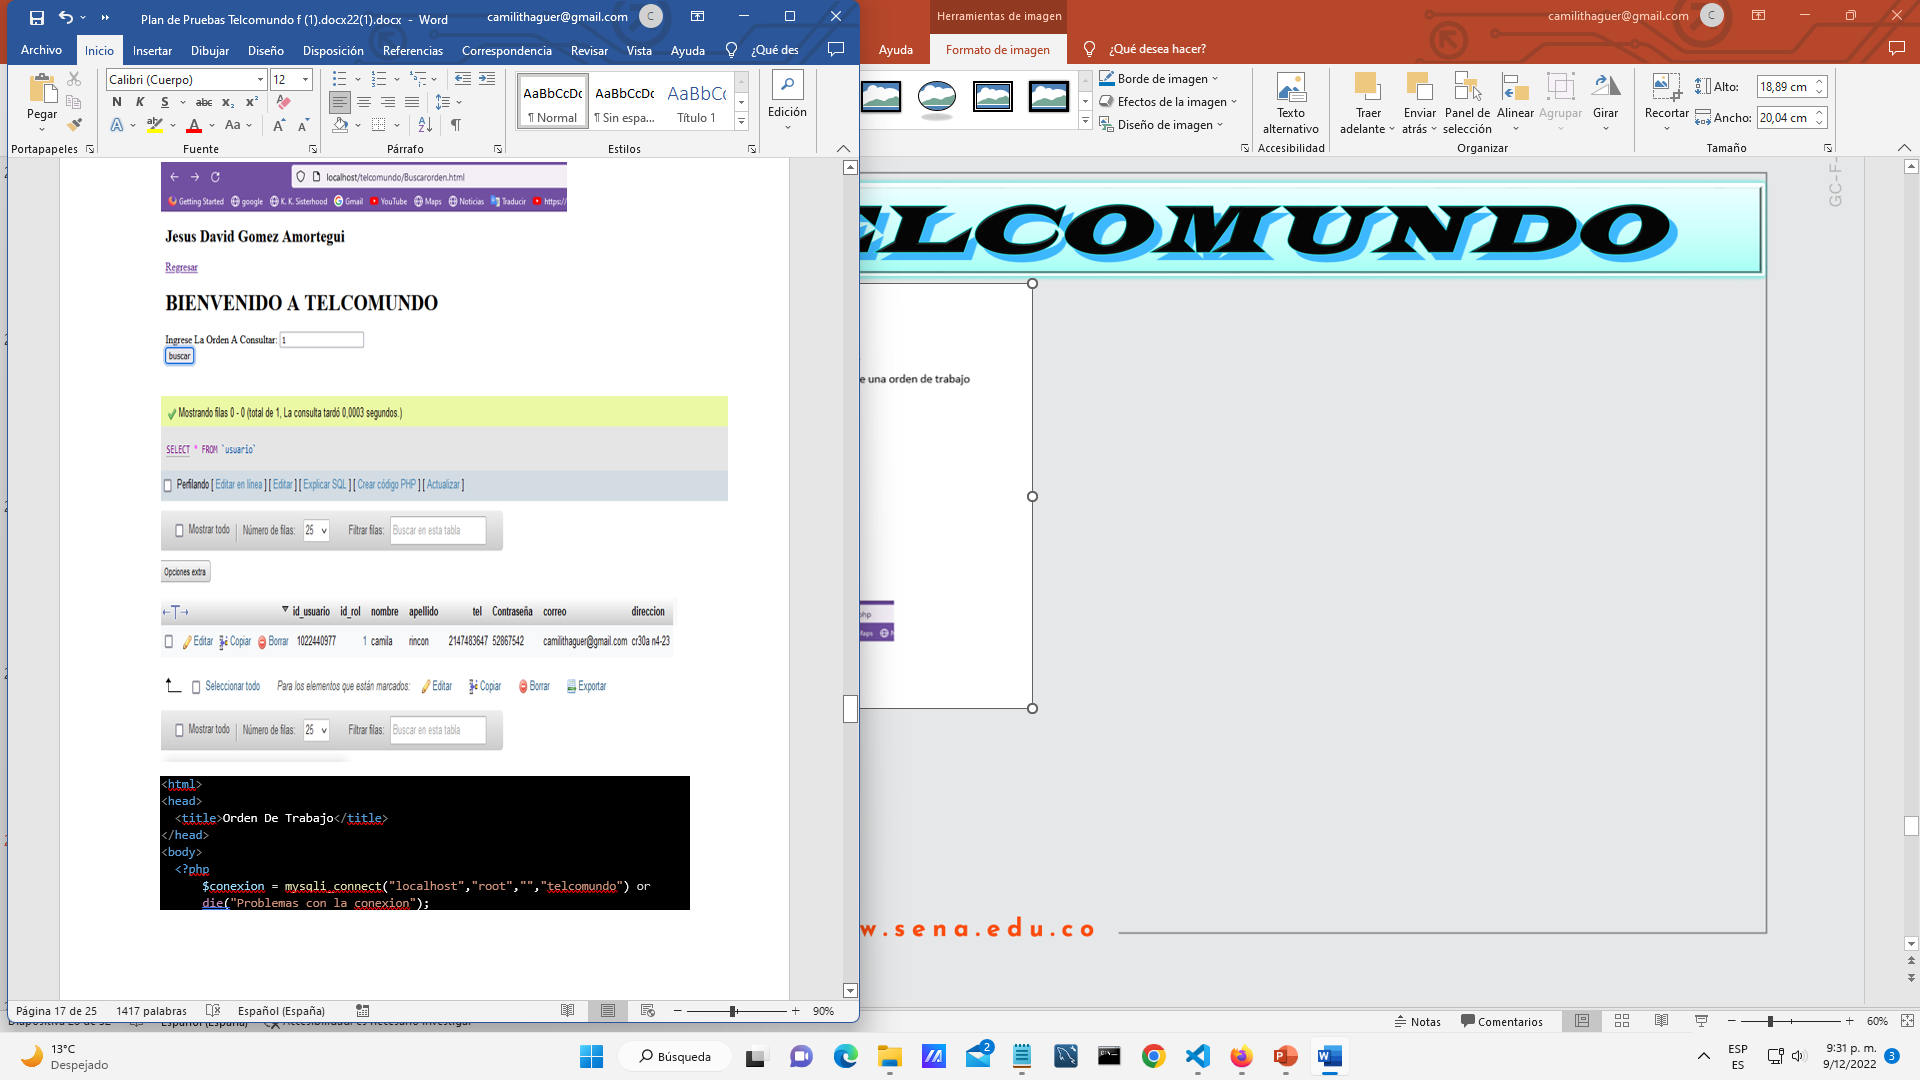 Plan de Pruebas Telcomundo f (1).docx22(1).docx - Word
camilithaguer@gmail.com
C
Archivo
Inicio
Insertar
Dibujar
Diseño
Disposición
Referencias
Correspondencia
Revisar
Vista
Ayuda
¿Qué des
Pegar
Portapapeles
Calibri (Cuerpo)
12
N K S abc x₂ x²
A
Aa
Fuente
Párrafo
AaBbCcDc
¶ Normal
AaBbCcDc
¶ Sin espa...
AaBbCc
Título 1
Estilos
Edición
localhost/telcomundo/Buscarorden.html
Getting Started
google
K. K. Sisterhood
Gmail
YouTube
Maps
Noticias
Traducir
https://
Jesus David Gomez Amortegui
Regresar
BIENVENIDO A TELCOMUNDO
Ingrese La Orden A Consultar: 1
buscar
Mostrando filas 0 - 0 (total de 1, La consulta tardó 0,0003 segundos.)
SELECT * FROM `usuario`
Perfilando [ Editar en línea ] [ Editar ] [ Explicar SQL ] [ Crear código PHP ] [ Actualizar ]
Mostrar todo
Número de filas: 25
Filtrar filas: Buscar en esta tabla
Opciones extra
←T→ id_usuario id_rol nombre apellido tel Contraseña correo direccion
Editar Copiar Borrar 1022440977 1 camila rincon 2147483647 52867542 camilithaguer@gmail.com cr30a n4-23
Seleccionar todo Para los elementos que están marcados: Editar Copiar Borrar Exportar
Mostrar todo
Número de filas: 25
Filtrar filas: Buscar en esta tabla
<html>
<head>
<title>Orden De Trabajo</title>
</head>
<body>
<?php
$conexion = mysqli_connect("localhost","root","","telcomundo") or
die("Problemas con la conexion");
Página 17 de 25
1417 palabras
Español (España)
90%
Herramientas de imagen
camilithaguer@gmail.com
C
Ayuda
Formato de imagen
¿Qué desea hacer?
Borde de imagen
Efectos de la imagen
Diseño de imagen
Texto
alternativo
Accesibilidad
Traer
adelante
Enviar
atrás
Panel de
selección
Alinear
Agrupar
Girar
Organizar
Recortar
Alto: 18,89 cm
Ancho: 20,04 cm
Tamaño
GC-F-
ELCOMUNDO
e una orden de trabajo
php
Maps
w.sena.edu.co
Notas
Comentarios
60%
13°C
Despejado
Búsqueda
2
ESP
ES
9:31 p. m.
9/12/2022
3